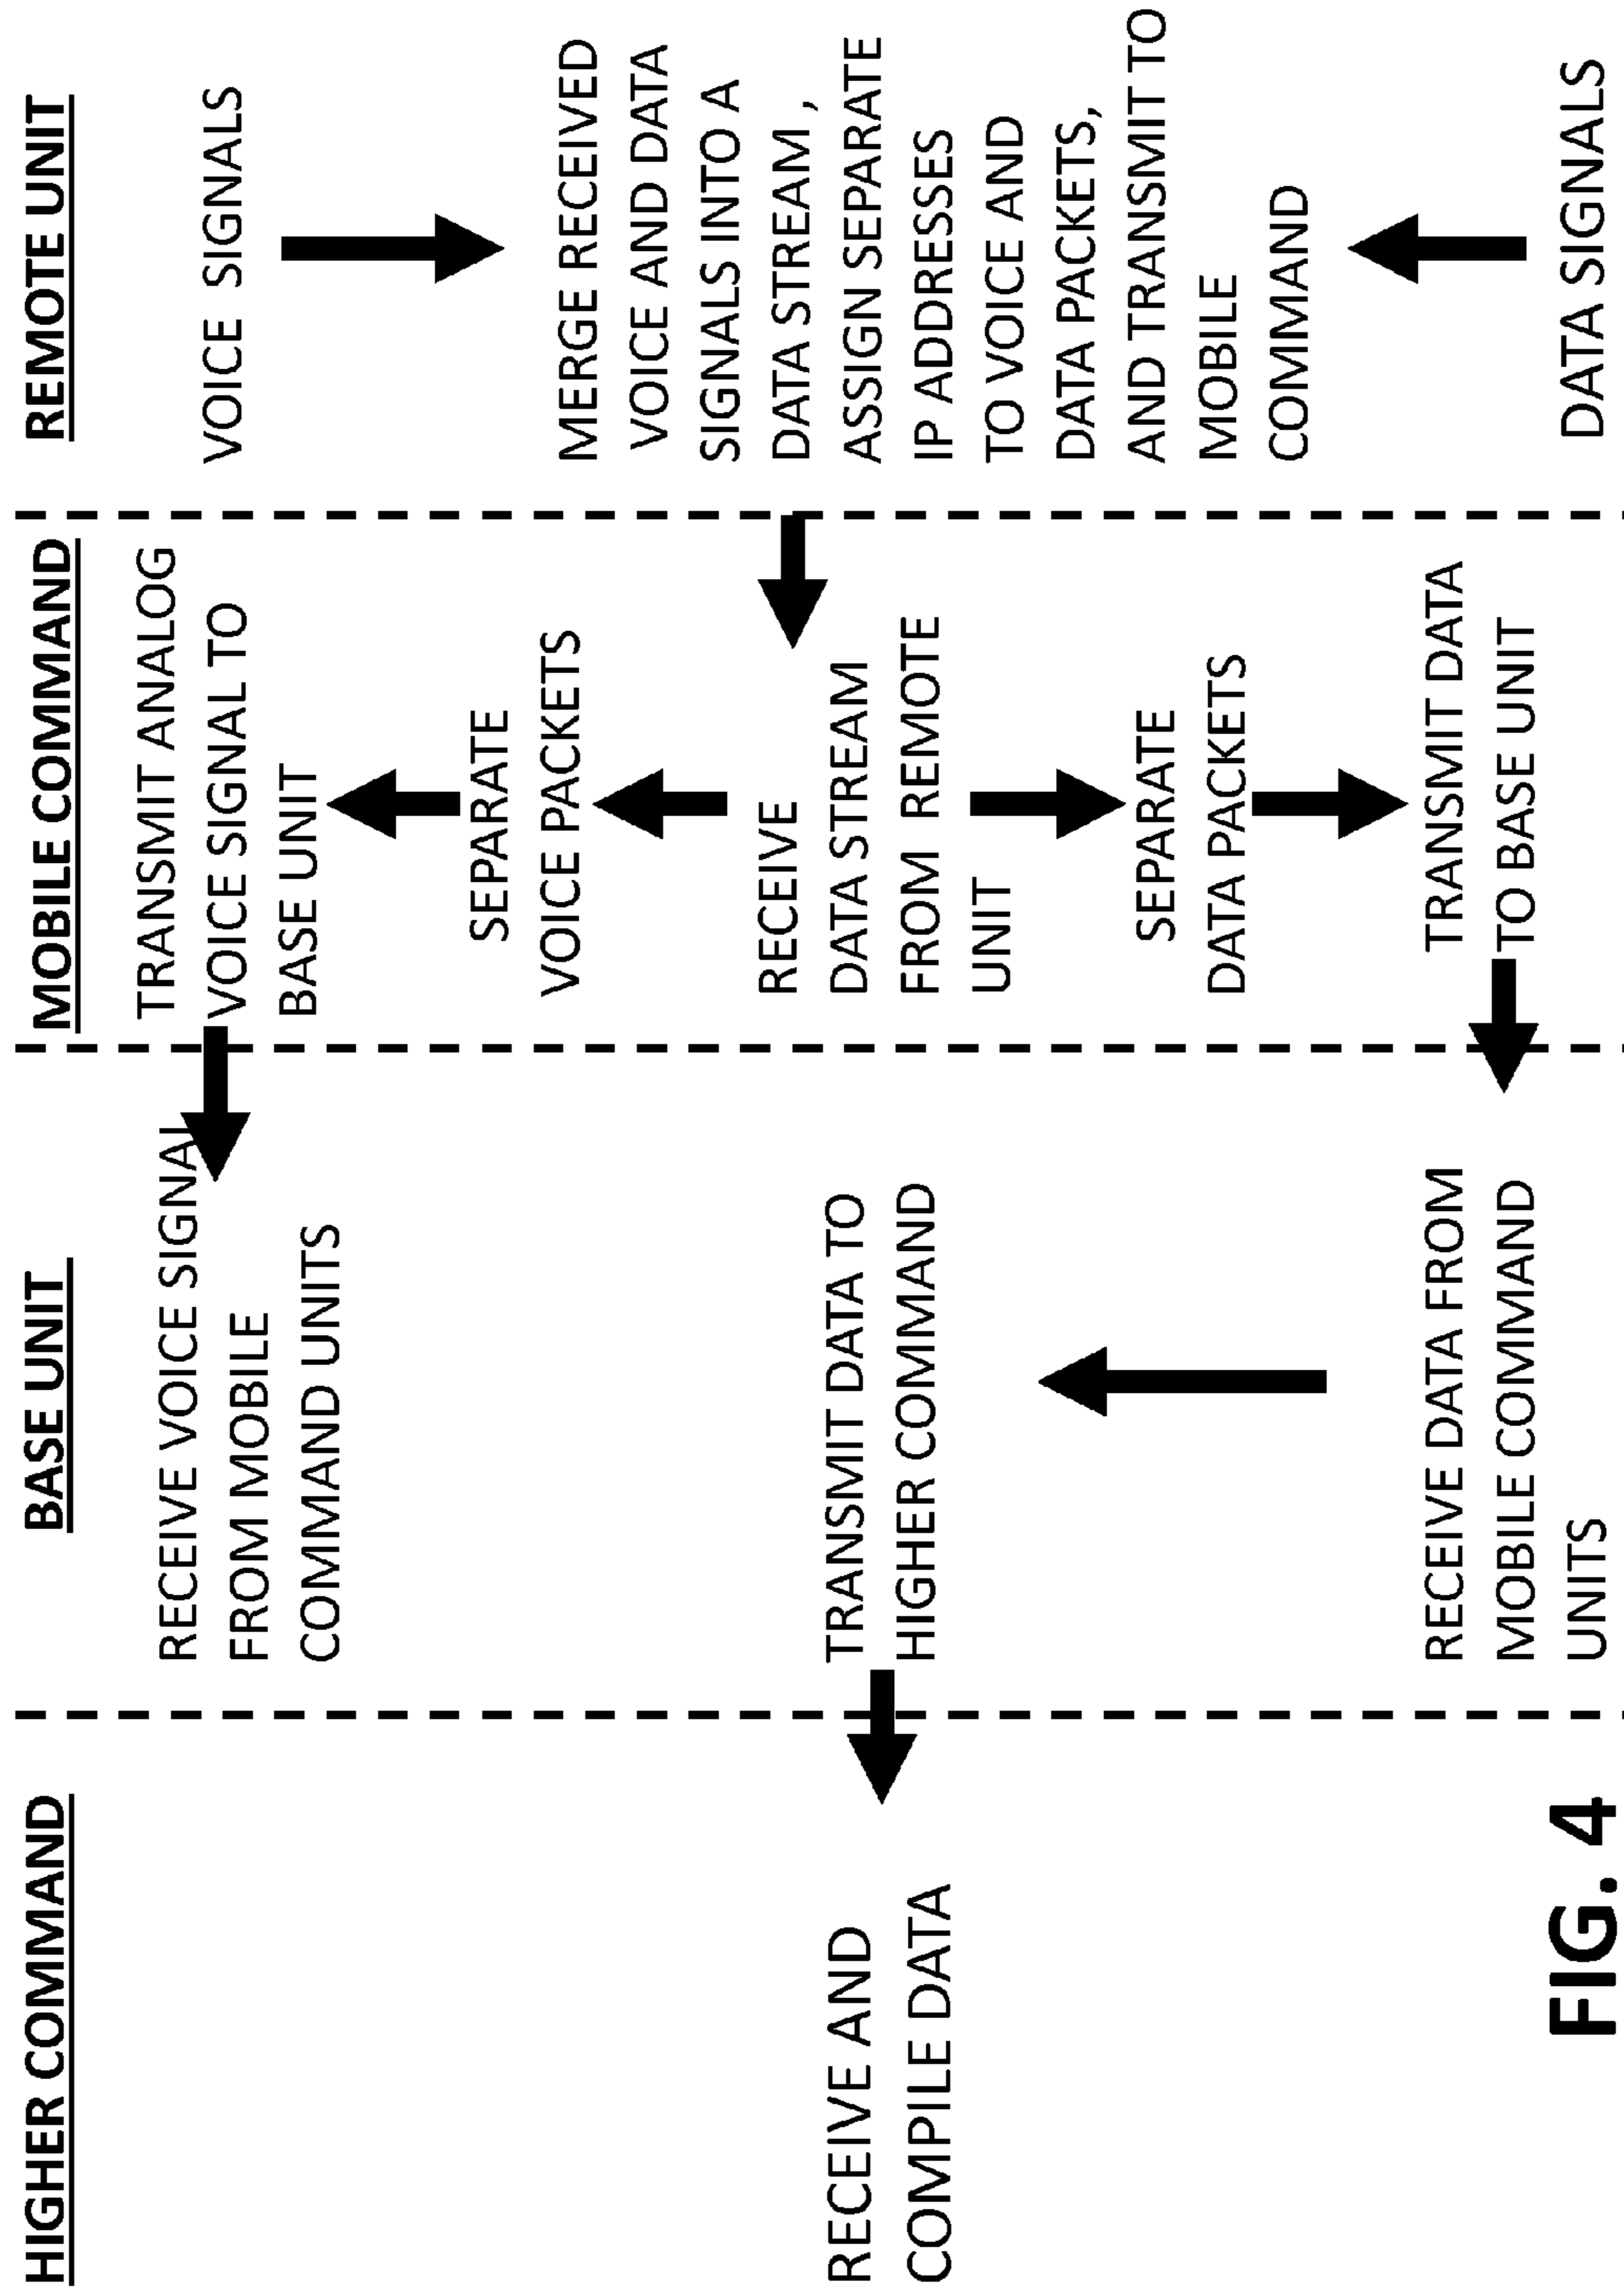 HIGHER COMMAND
RECEIVE AND
COMPILE DATA
BASE UNIT
RECEIVE VOICE SIGNAL
FROM MOBILE
COMMAND UNITS
TRANSMIT DATA TO
HIGHER COMMAND
RECEIVE DATA FROM
MOBILE COMMAND
UNITS
MOBILE COMMAND
TRANSMIT ANALOG
VOICE SIGNAL TO
BASE UNIT
SEPARATE
VOICE PACKETS
RECEIVE
DATA STREAM
FROM REMOTE
UNIT
SEPARATE
DATA PACKETS
TRANSMIT DATA
TO BASE UNIT
REMOTE UNIT
VOICE SIGNALS
MERGE RECEIVED
VOICE AND DATA
SIGNALS INTO A
DATA STREAM ,
ASSIGN SEPARATE
IP ADDRESSES
TO VOICE AND
DATA PACKETS,
AND TRANSMIT TO
MOBILE
COMMAND
DATA SIGNALS
FIG. 4